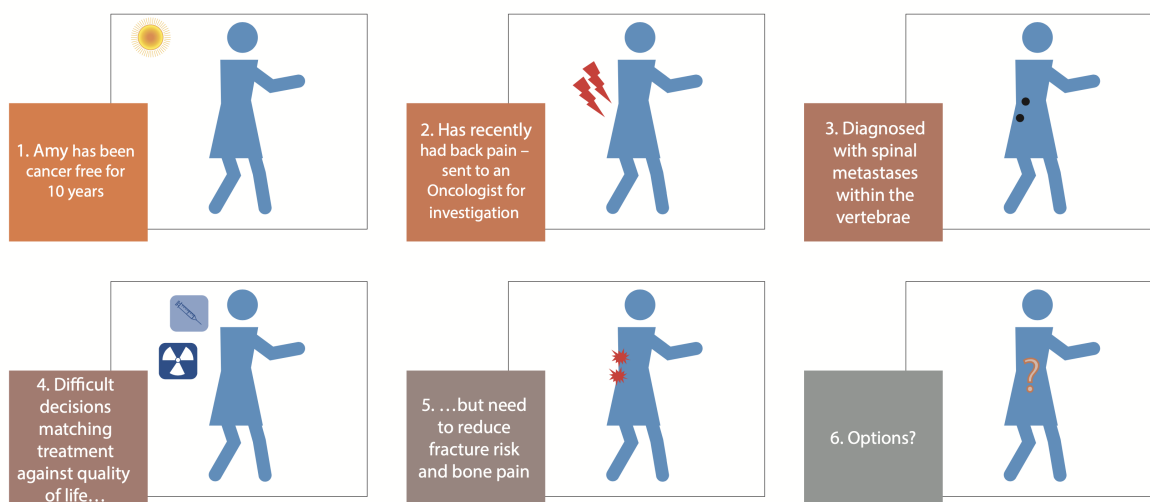 1. Amy has been
cancer free for
10 years
2. Has recently
had back pain –
sent to an
Oncologist for
investigation
3. Diagnosed
with spinal
metastases
within the
vertebrae
4. Difficult
decisions
matching
treatment
against quality
of life...
5. ...but need
to reduce
fracture risk
and bone pain
6. Options?
?